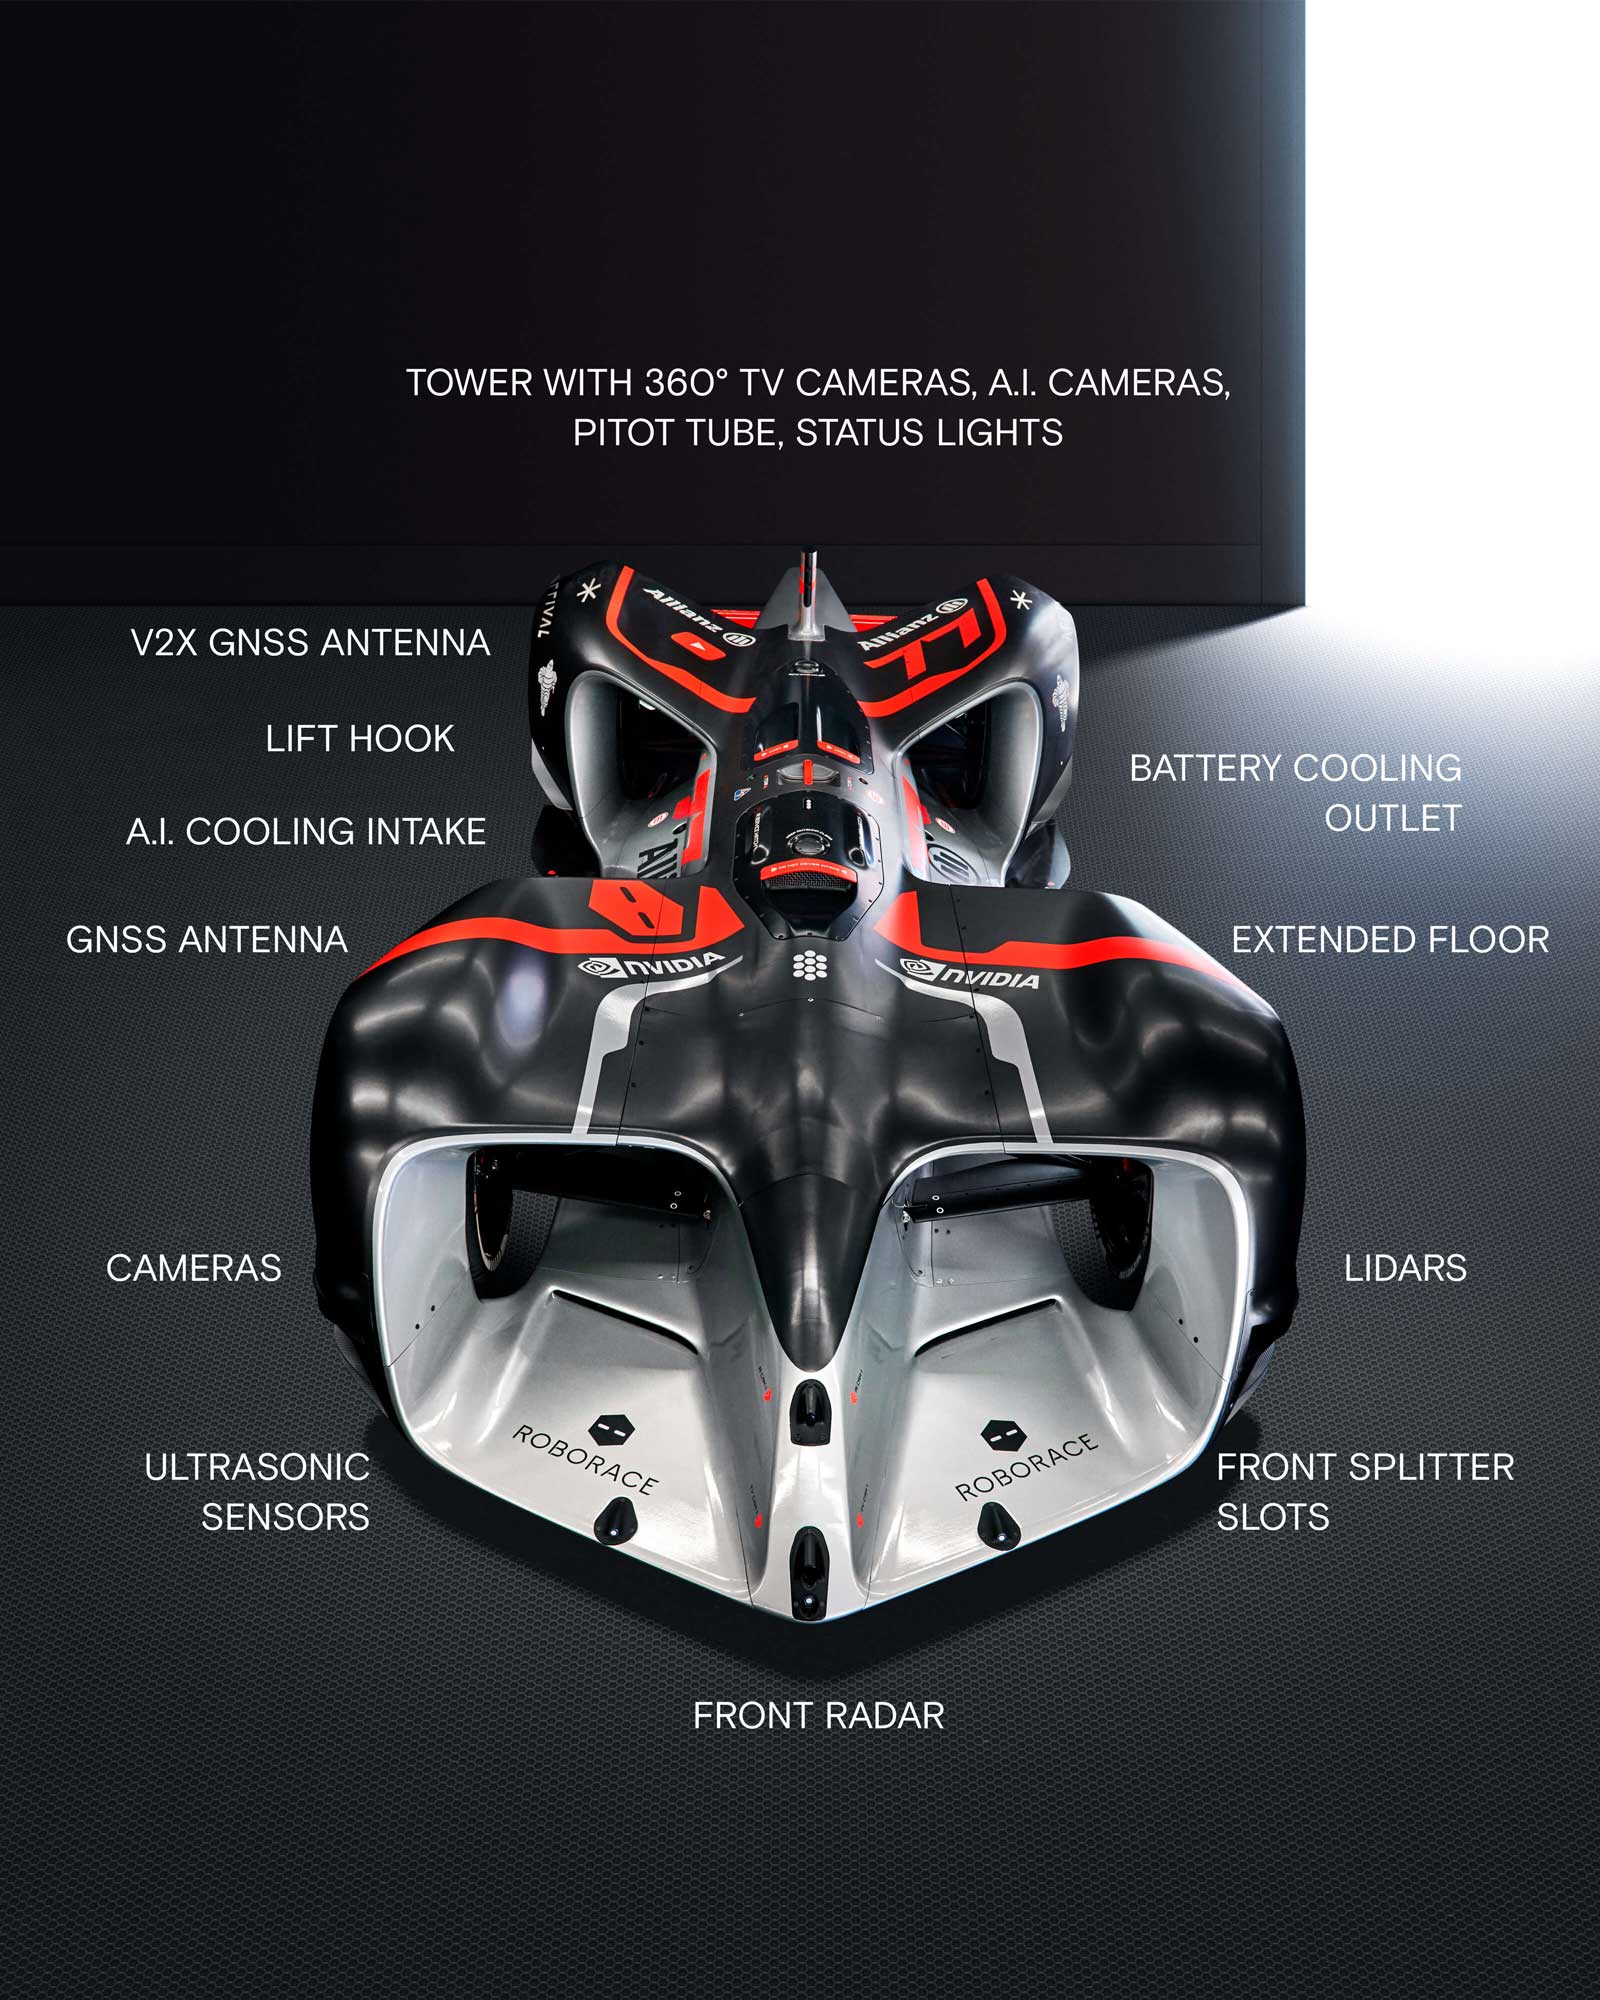 TOWER WITH 360° TV CAMERAS, A.I. CAMERAS,
PITOT TUBE, STATUS LIGHTS
TIVAL
Allianz
Allianz
77
V2X GNSS ANTENNA
LIFT HOOK
BATTERY COOLING
OUTLET
A.I. COOLING INTAKE
GNSS ANTENNA
EXTENDED FLOOR
NVIDIA
NVIDIA
CAMERAS
LIDARS
ROBORACE
ROBORACE
ULTRASONIC
SENSORS
FRONT SPLITTER
SLOTS
FRONT RADAR